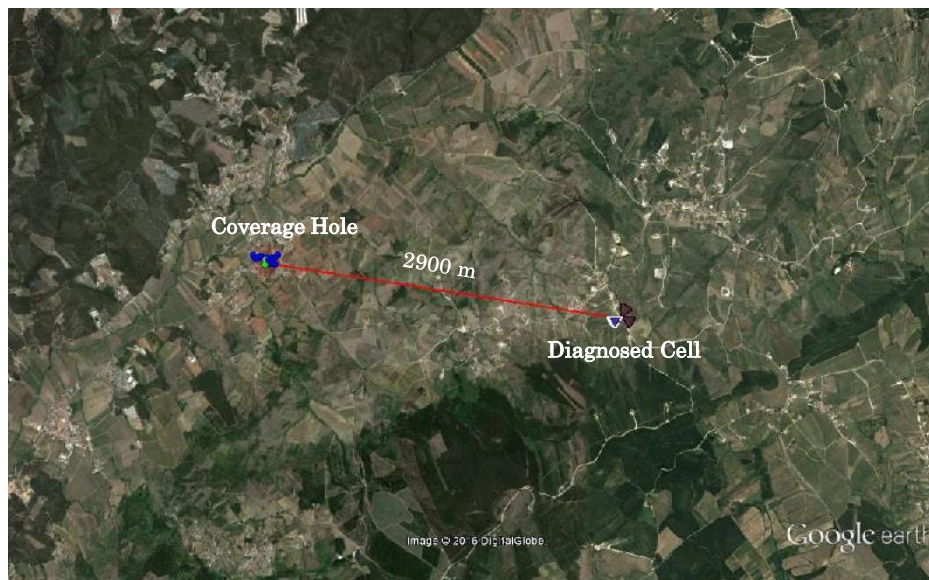 Coverage Hole
2900 m
Diagnosed Cell
Image © 2016 DigitalGlobe
Google earth